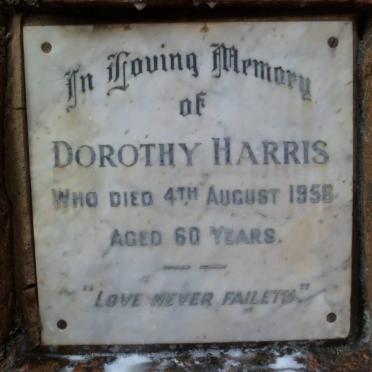 In Loving Memory
of
DOROTHY HARRIS
WHO DIED 4TH AUGUST 1958
AGED 60 YEARS.
"LOVE NEVER FAILETH."